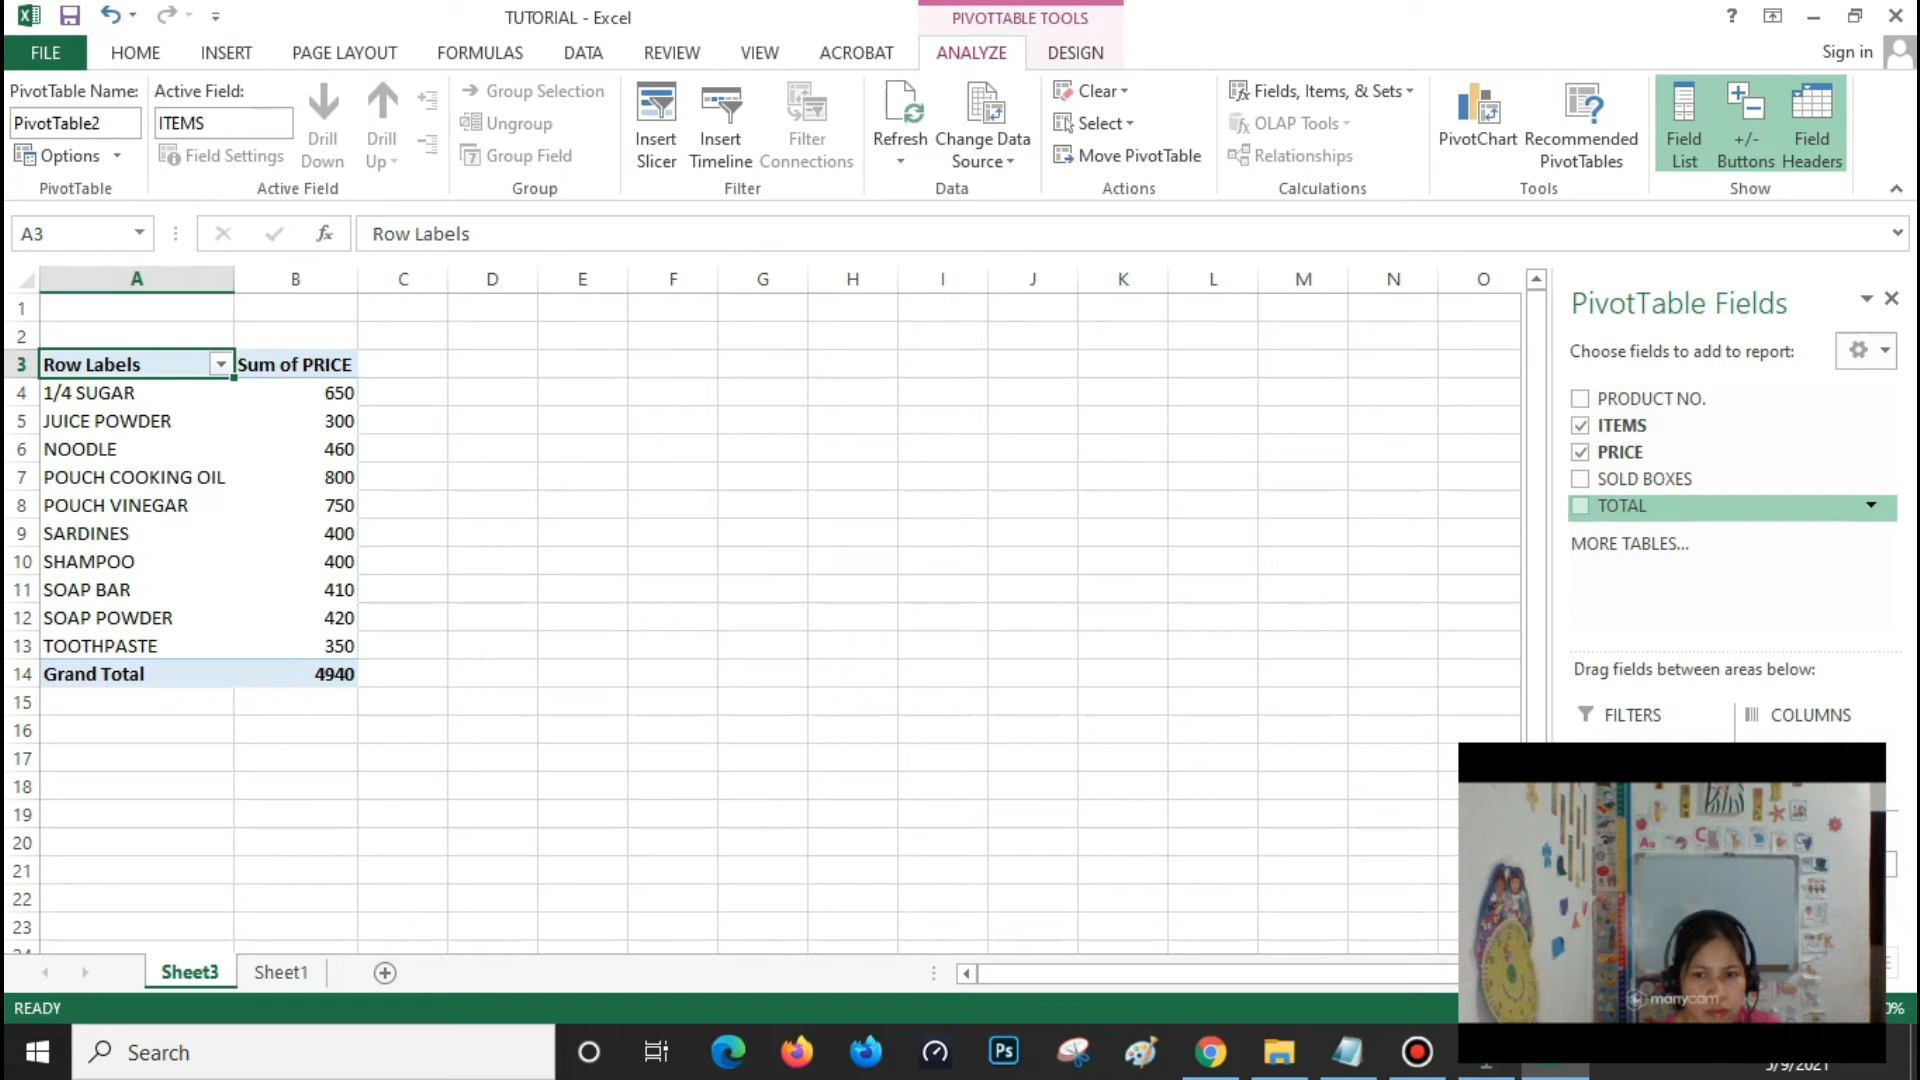 TUTORIAL - Excel
PIVOTTABLE TOOLS
?
FILE
HOME
INSERT
PAGE LAYOUT
FORMULAS
DATA
REVIEW
VIEW
ACROBAT
ANALYZE
DESIGN
Sign in
PivotTable Name:
PivotTable2
Options
PivotTable
Active Field:
ITEMS
Field Settings
Drill Down
Drill Up
Active Field
Group Selection
Ungroup
Group Field
Group
Insert Slicer
Insert Timeline
Filter Connections
Filter
Refresh
Change Data Source
Data
Clear
Select
Move PivotTable
Actions
Fields, Items, & Sets
OLAP Tools
Relationships
Calculations
PivotChart
Recommended PivotTables
Tools
Field List
+/- Buttons
Field Headers
Show
A3
fx
Row Labels
A B C D E F G H I J K L M N O
1
2
3 Row Labels Sum of PRICE
4 1/4 SUGAR 650
5 JUICE POWDER 300
6 NOODLE 460
7 POUCH COOKING OIL 800
8 POUCH VINEGAR 750
9 SARDINES 400
10 SHAMPOO 400
11 SOAP BAR 410
12 SOAP POWDER 420
13 TOOTHPASTE 350
14 Grand Total 4940
15
16
17
18
19
20
21
22
23
PivotTable Fields
Choose fields to add to report:
PRODUCT NO.
ITEMS
PRICE
SOLD BOXES
TOTAL
MORE TABLES...
Drag fields between areas below:
FILTERS
COLUMNS
manycam
Sheet3
Sheet1
READY
0%
Search
Ps